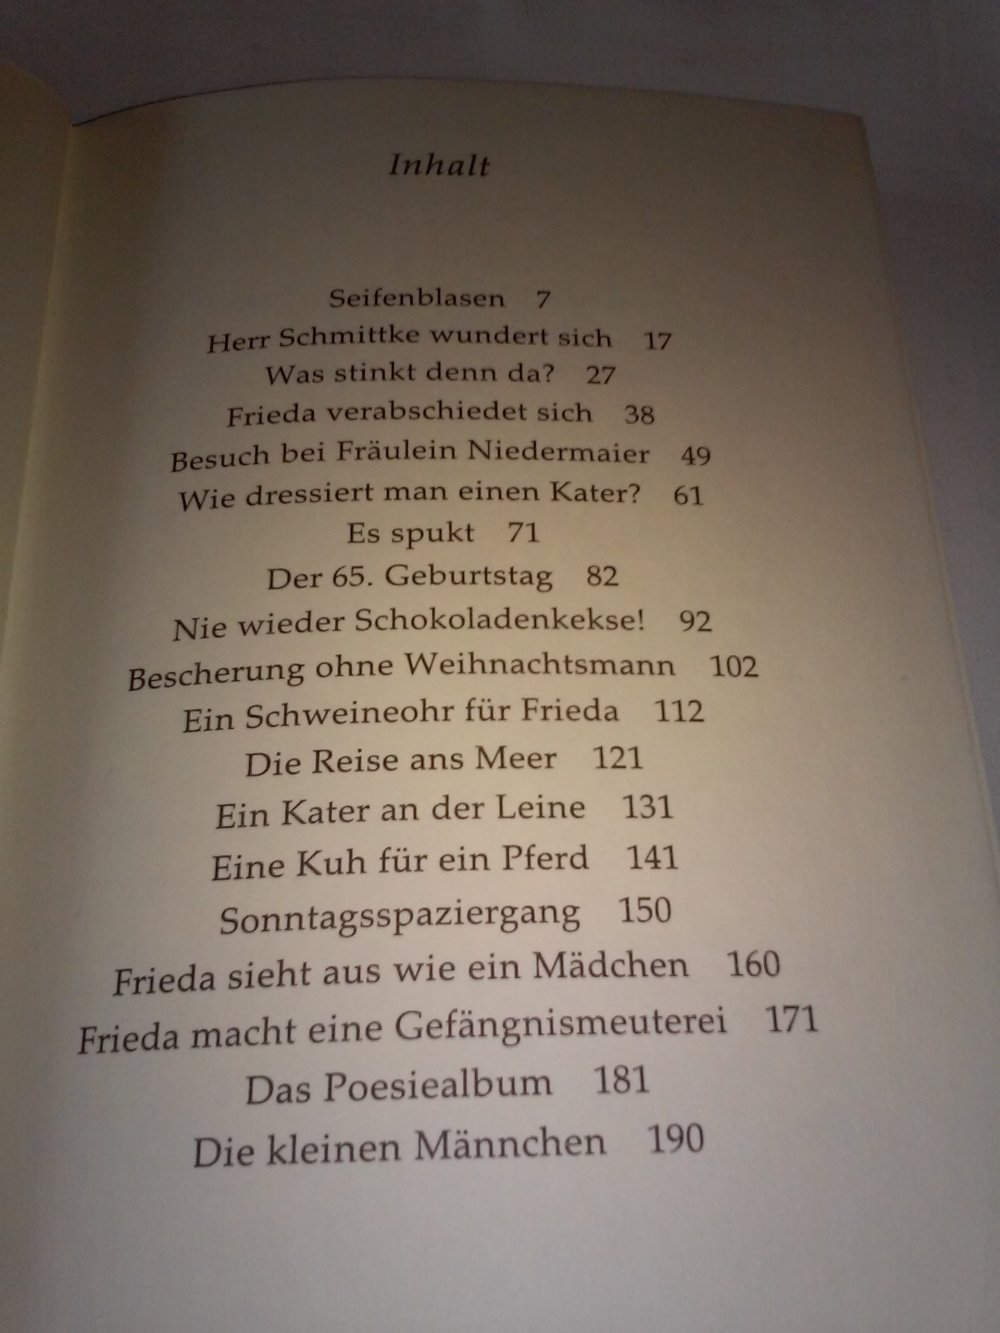 Inhalt
Seifenblasen 7
Herr Schmittke wundert sich 17
Was stinkt denn da? 27
Frieda verabschiedet sich 38
Besuch bei Fräulein Niedermaier 49
Wie dressiert man einen Kater? 61
Es spukt 71
Der 65. Geburtstag 82
Nie wieder Schokoladenkekse! 92
Bescherung ohne Weihnachtsmann 102
Ein Schweineohr für Frieda 112
Die Reise ans Meer 121
Ein Kater an der Leine 131
Eine Kuh für ein Pferd 141
Sonntagsspaziergang 150
Frieda sieht aus wie ein Mädchen 160
Frieda macht eine Gefängnismeuterei 171
Das Poesiealbum 181
Die kleinen Männchen 190